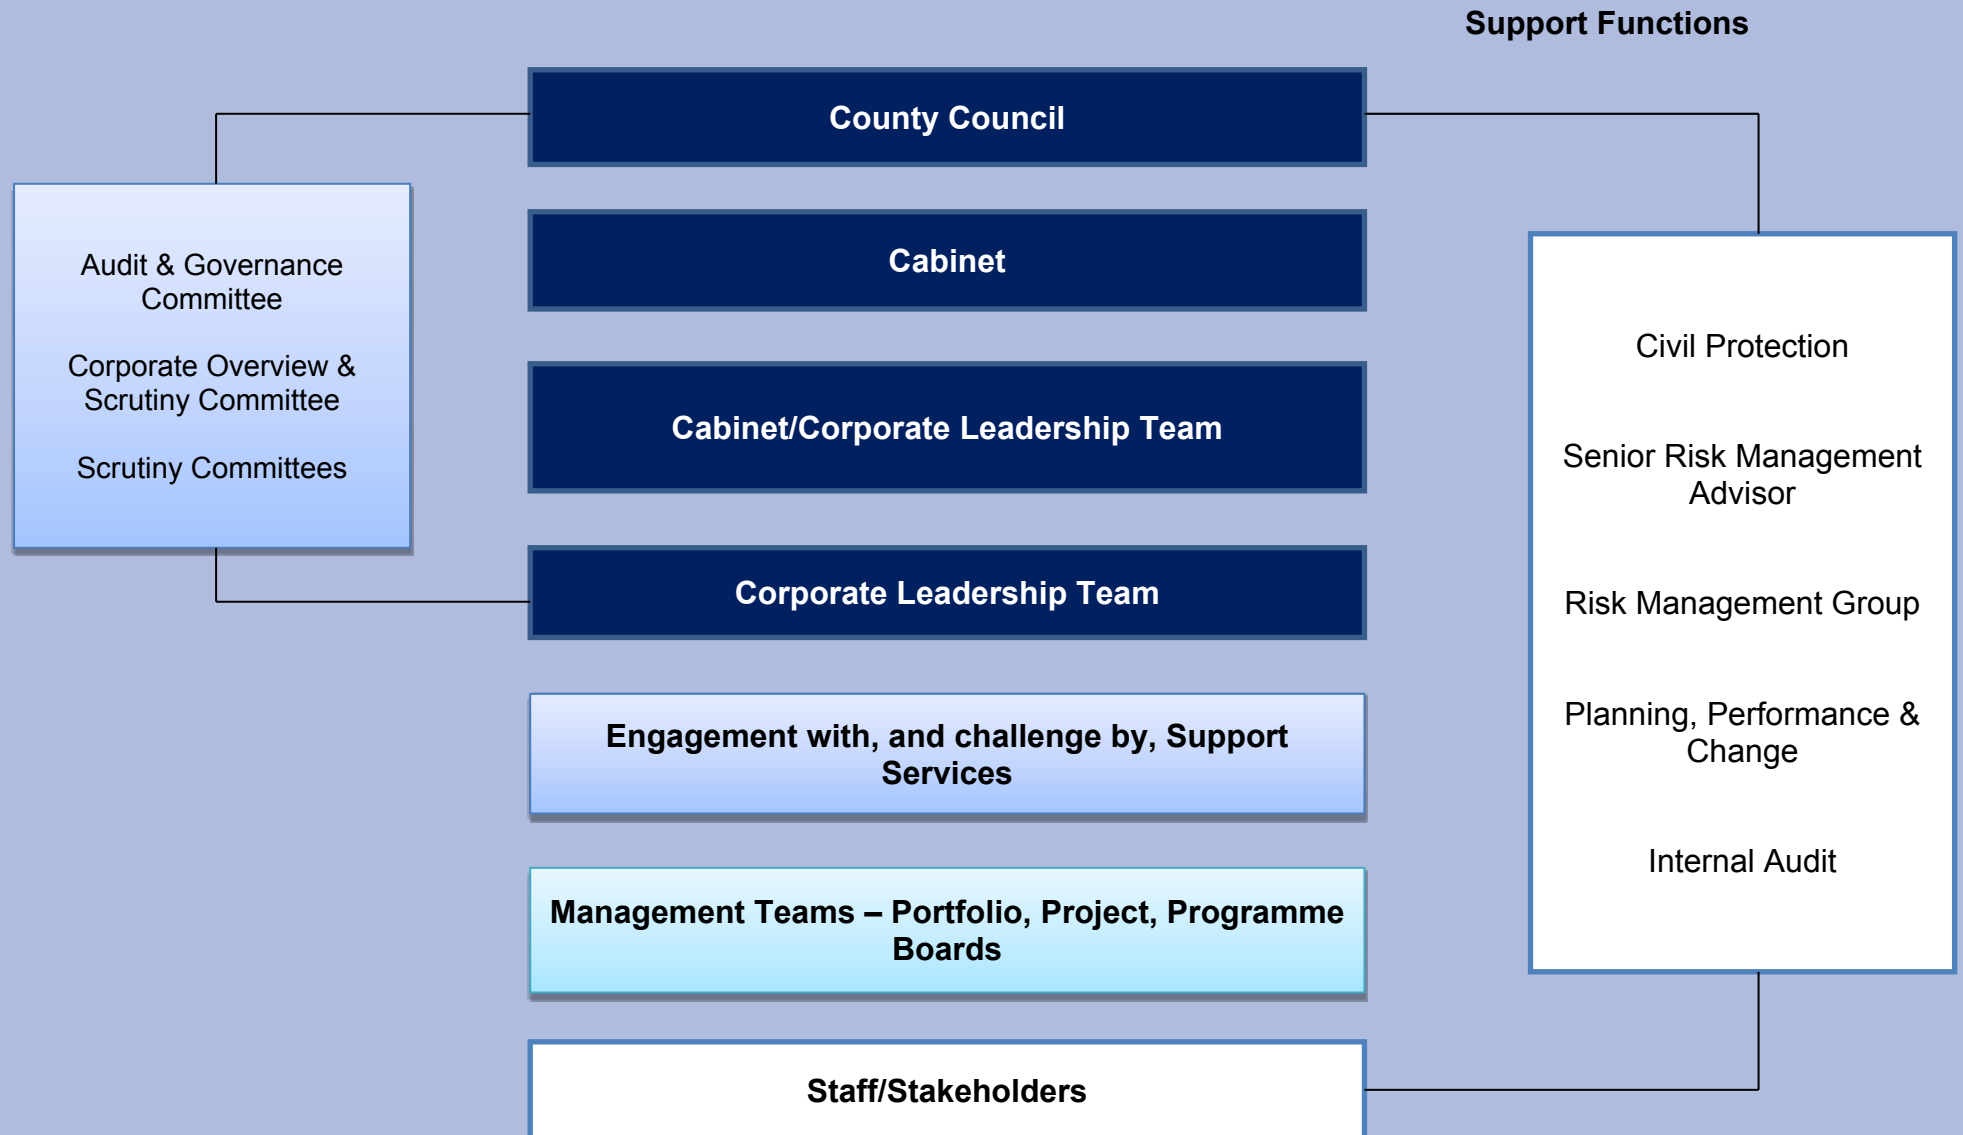 Support Functions
County Council
Audit & Governance
Committee
Corporate Overview &
Scrutiny Committee
Scrutiny Committees
Cabinet
Cabinet/Corporate Leadership Team
Corporate Leadership Team
Engagement with, and challenge by, Support
Services
Management Teams – Portfolio, Project, Programme
Boards
Staff/Stakeholders
Civil Protection
Senior Risk Management
Advisor
Risk Management Group
Planning, Performance &
Change
Internal Audit